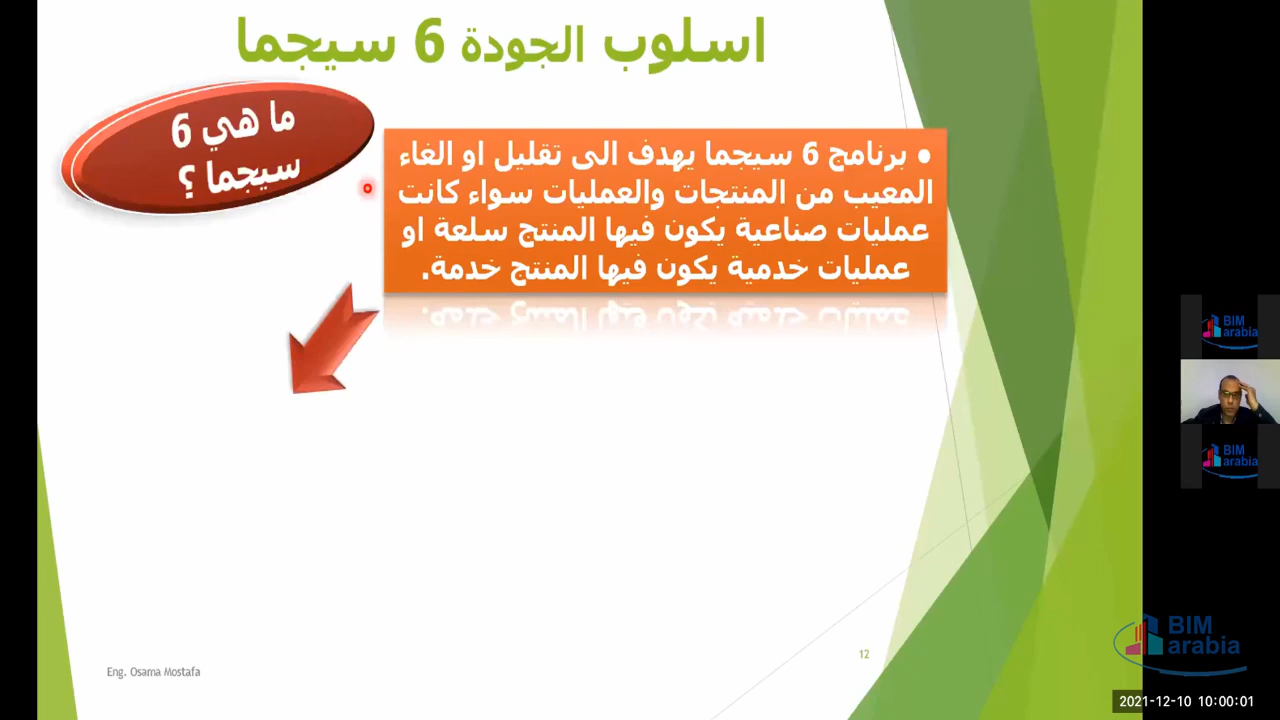 اسلوب الجودة 6 سيجما
ما هي 6
سيجما ؟
• برنامج 6 سيجما يهدف الى تقليل او الغاء
المعيب من المنتجات والعمليات سواء كانت
عمليات صناعية يكون فيها المنتج سلعة او
عمليات خدمية يكون فيها المنتج خدمة.
BIM
arabia
BIM
arabia
12
Eng. Osama Mostafa
BIM
arabia
2021-12-10 10:00:01